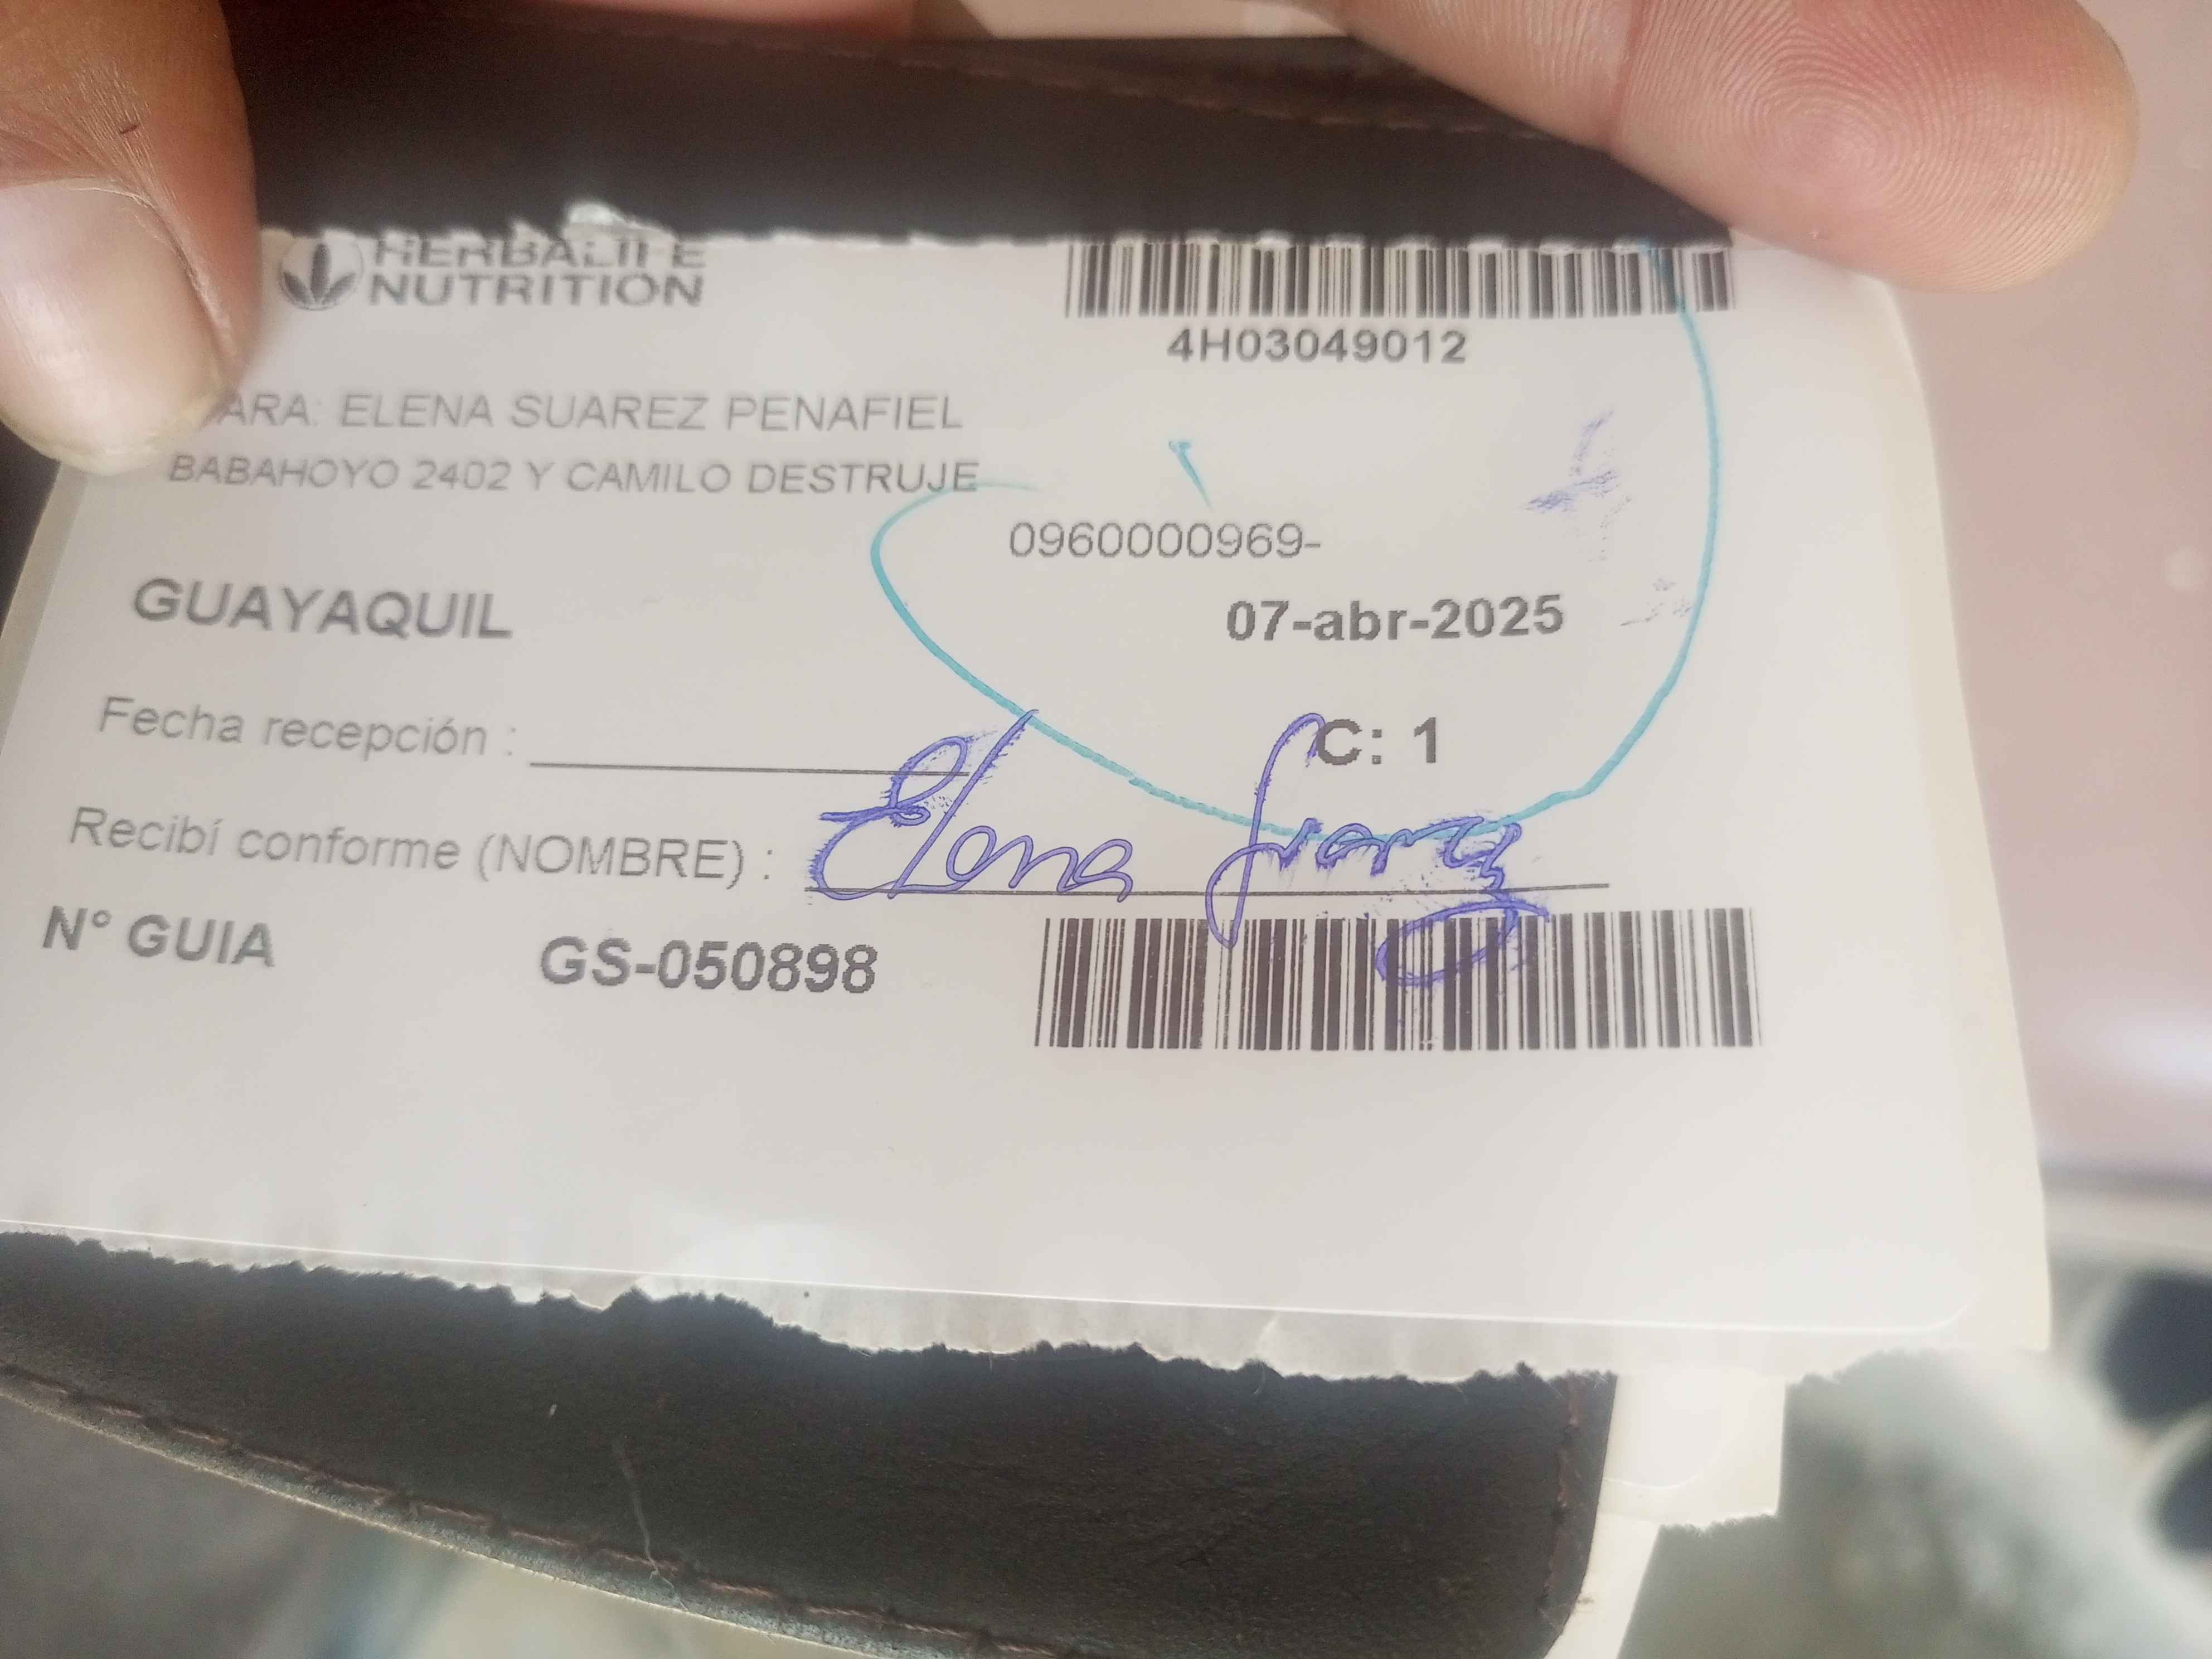 HERBALIFE
NUTRITION
4H03049012
ARA: ELENA SUAREZ PENAFIEL
BABAHOYO 2402 Y CAMILO DESTRUJE
0960000969-
GUAYAQUIL
07-abr-2025
C: 1
Fecha recepción :
Recibí conforme (NOMBRE) : Elena Suarez
N° GUIA GS-050898